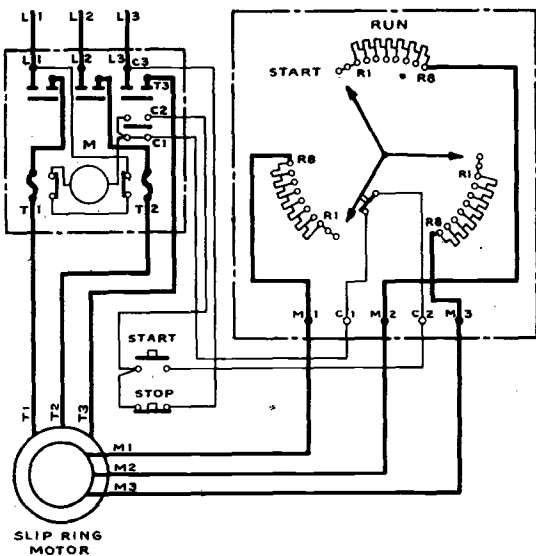 L1 L2 L3
L1 L2 L3 C3
T3
C2
M C1
T1 T2
RUN
START R1 R8
R8 R1
R1 R8
M1 C1 M2 C2 M3
START
STOP
T1 T2 T3
M1
M2
M3
SLIP RING
MOTOR